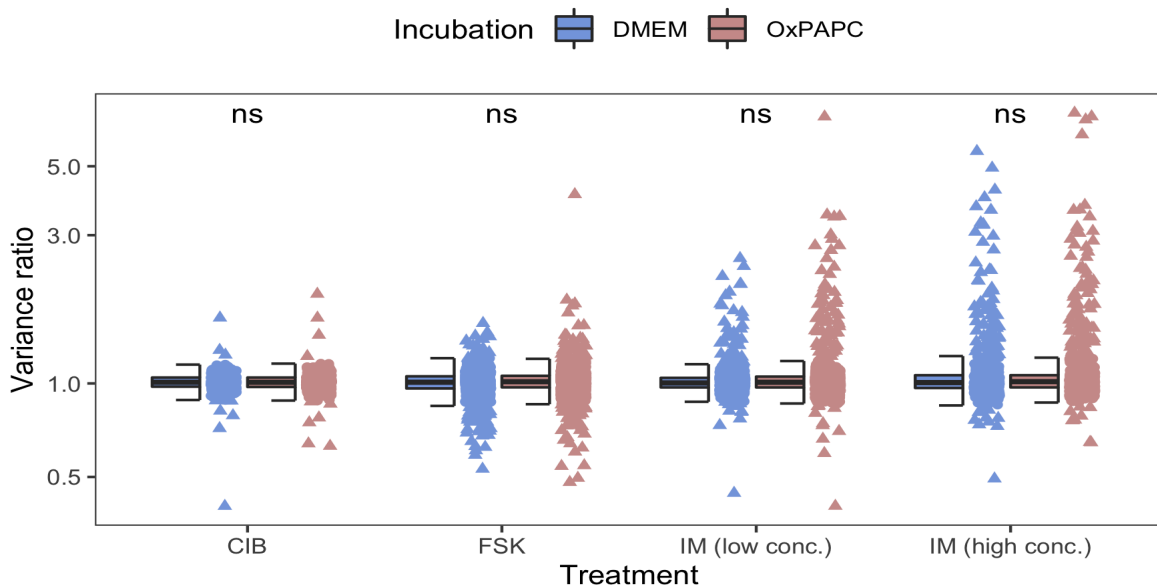 Incubation DMEM OxPAPC
ns ns ns ns
5.0
3.0
1.0
0.5
Variance ratio
CIB FSK IM (low conc.) IM (high conc.)
Treatment